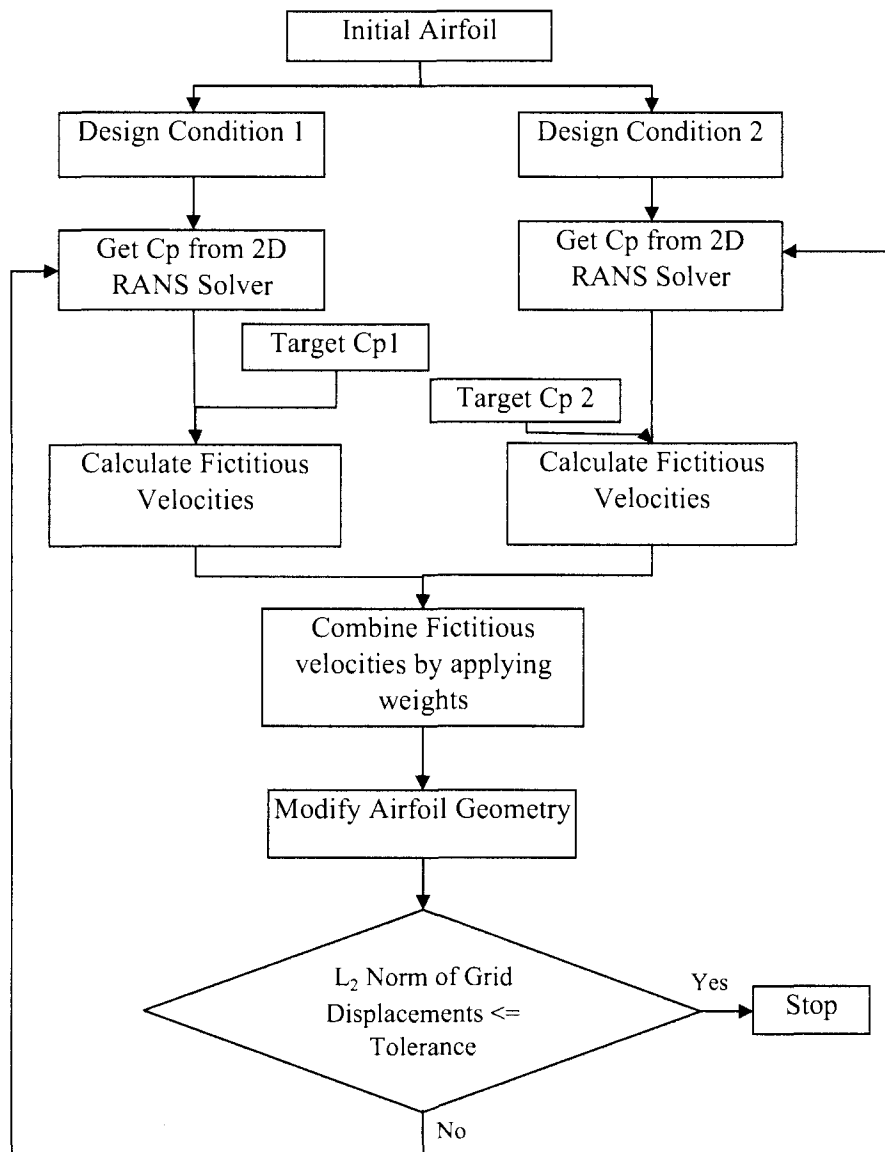 Initial Airfoil
Design Condition 1
Design Condition 2
Get Cp from 2D
RANS Solver
Get Cp from 2D
RANS Solver
Target Cp1
Target Cp 2
Calculate Fictitious
Velocities
Calculate Fictitious
Velocities
Combine Fictitious
velocities by applying
weights
Modify Airfoil Geometry
L₂ Norm of Grid
Displacements <=
Tolerance
Yes
Stop
No